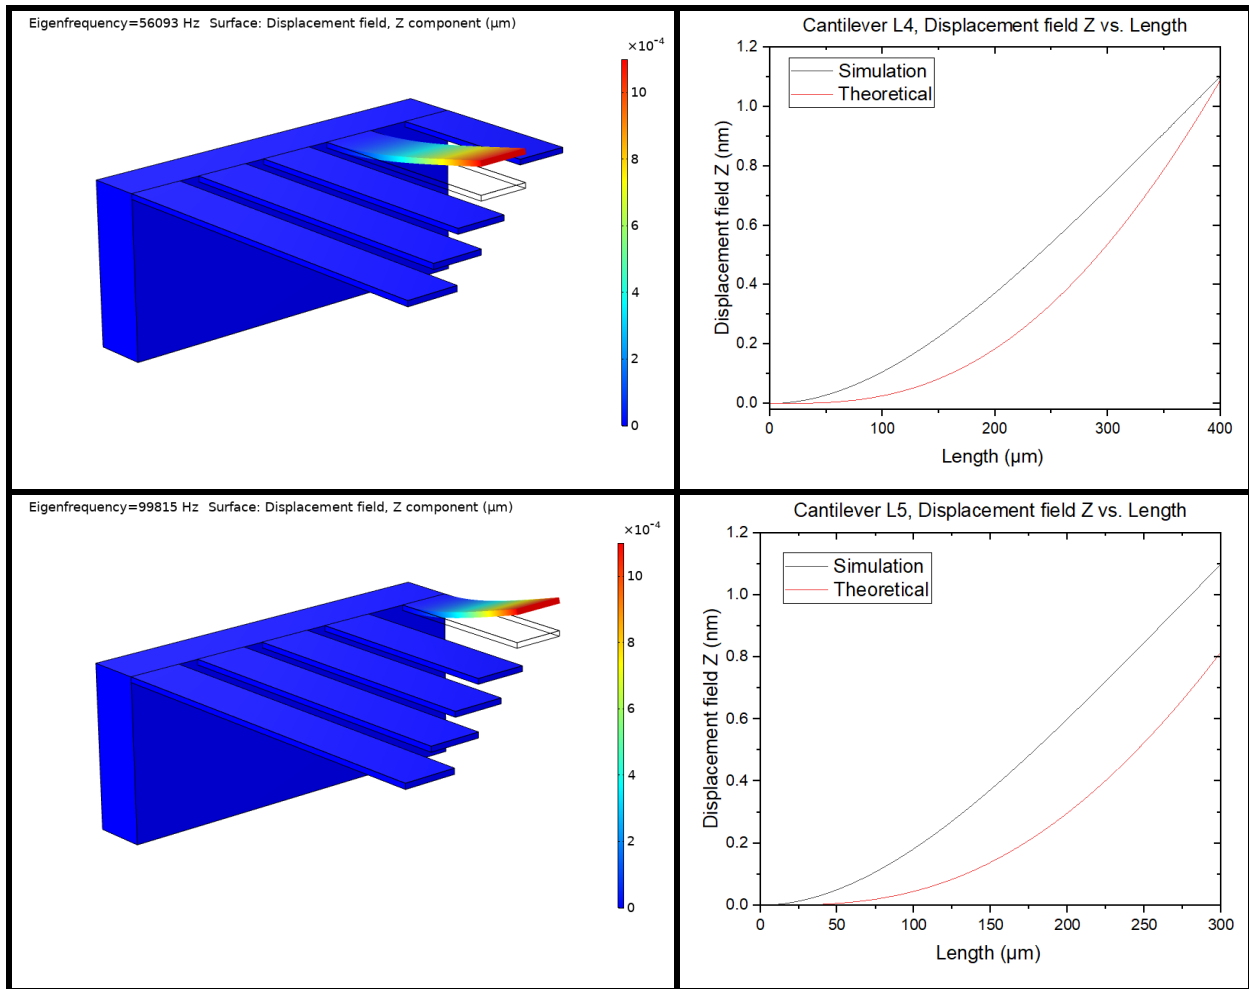 Eigenfrequency=56093 Hz  Surface: Displacement field, Z component (µm)
×10⁻⁴
10
8
6
4
2
0
Cantilever L4, Displacement field Z vs. Length
Simulation
Theoretical
Displacement field Z (nm)
1.2
1.0
0.8
0.6
0.4
0.2
0.0
0 100 200 300 400
Length (µm)
Eigenfrequency=99815 Hz  Surface: Displacement field, Z component (µm)
×10⁻⁴
10
8
6
4
2
0
Cantilever L5, Displacement field Z vs. Length
Simulation
Theoretical
Displacement field Z (nm)
1.2
1.0
0.8
0.6
0.4
0.2
0.0
0 50 100 150 200 250 300
Length (µm)